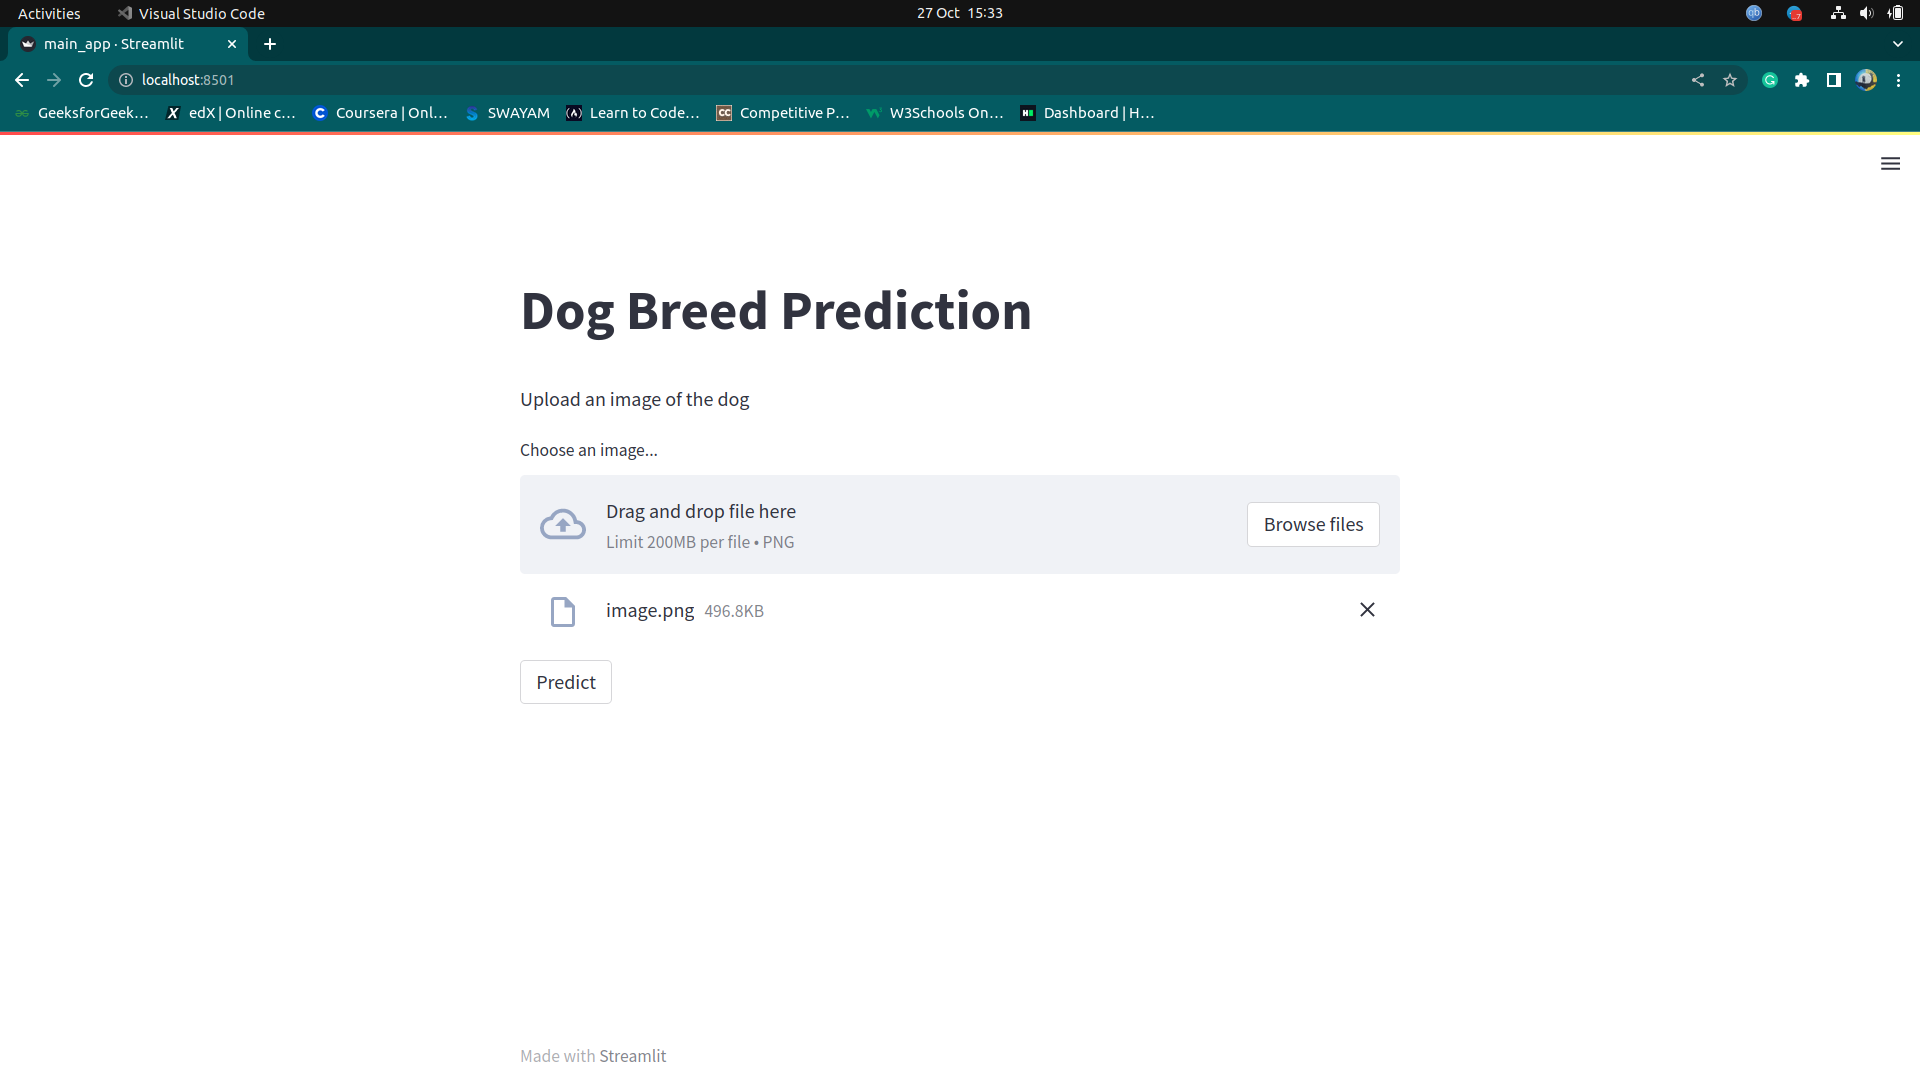 Activities Visual Studio Code 27 Oct 15:33
main_app · Streamlit
localhost:8501
GeeksforGeek... edX | Online c... Coursera | Onl... SWAYAM Learn to Code... Competitive P... W3Schools On... Dashboard | H...
Dog Breed Prediction
Upload an image of the dog
Choose an image...
Drag and drop file here
Limit 200MB per file • PNG
Browse files
image.png 496.8KB
Predict
Made with Streamlit